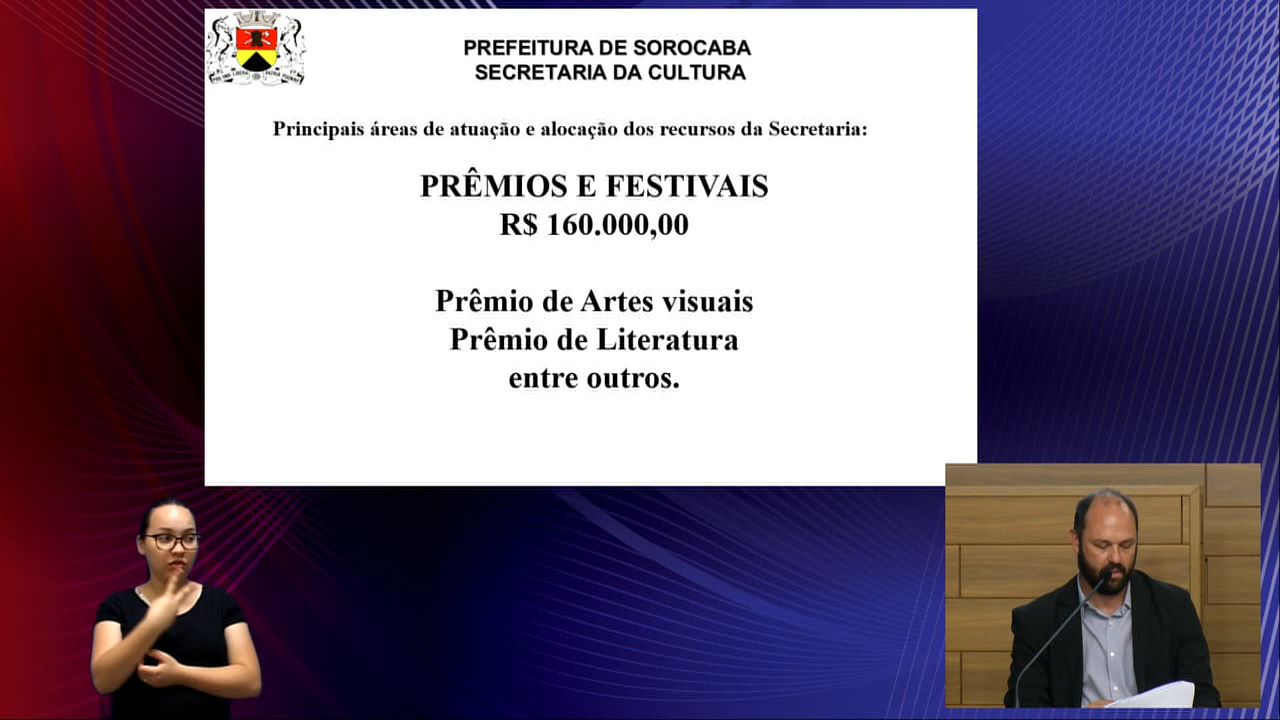 PREFEITURA DE SOROCABA
SECRETARIA DA CULTURA
Principais áreas de atuação e alocação dos recursos da Secretaria:
PRÊMIOS E FESTIVAIS
R$ 160.000,00
Prêmio de Artes visuais
Prêmio de Literatura
entre outros.